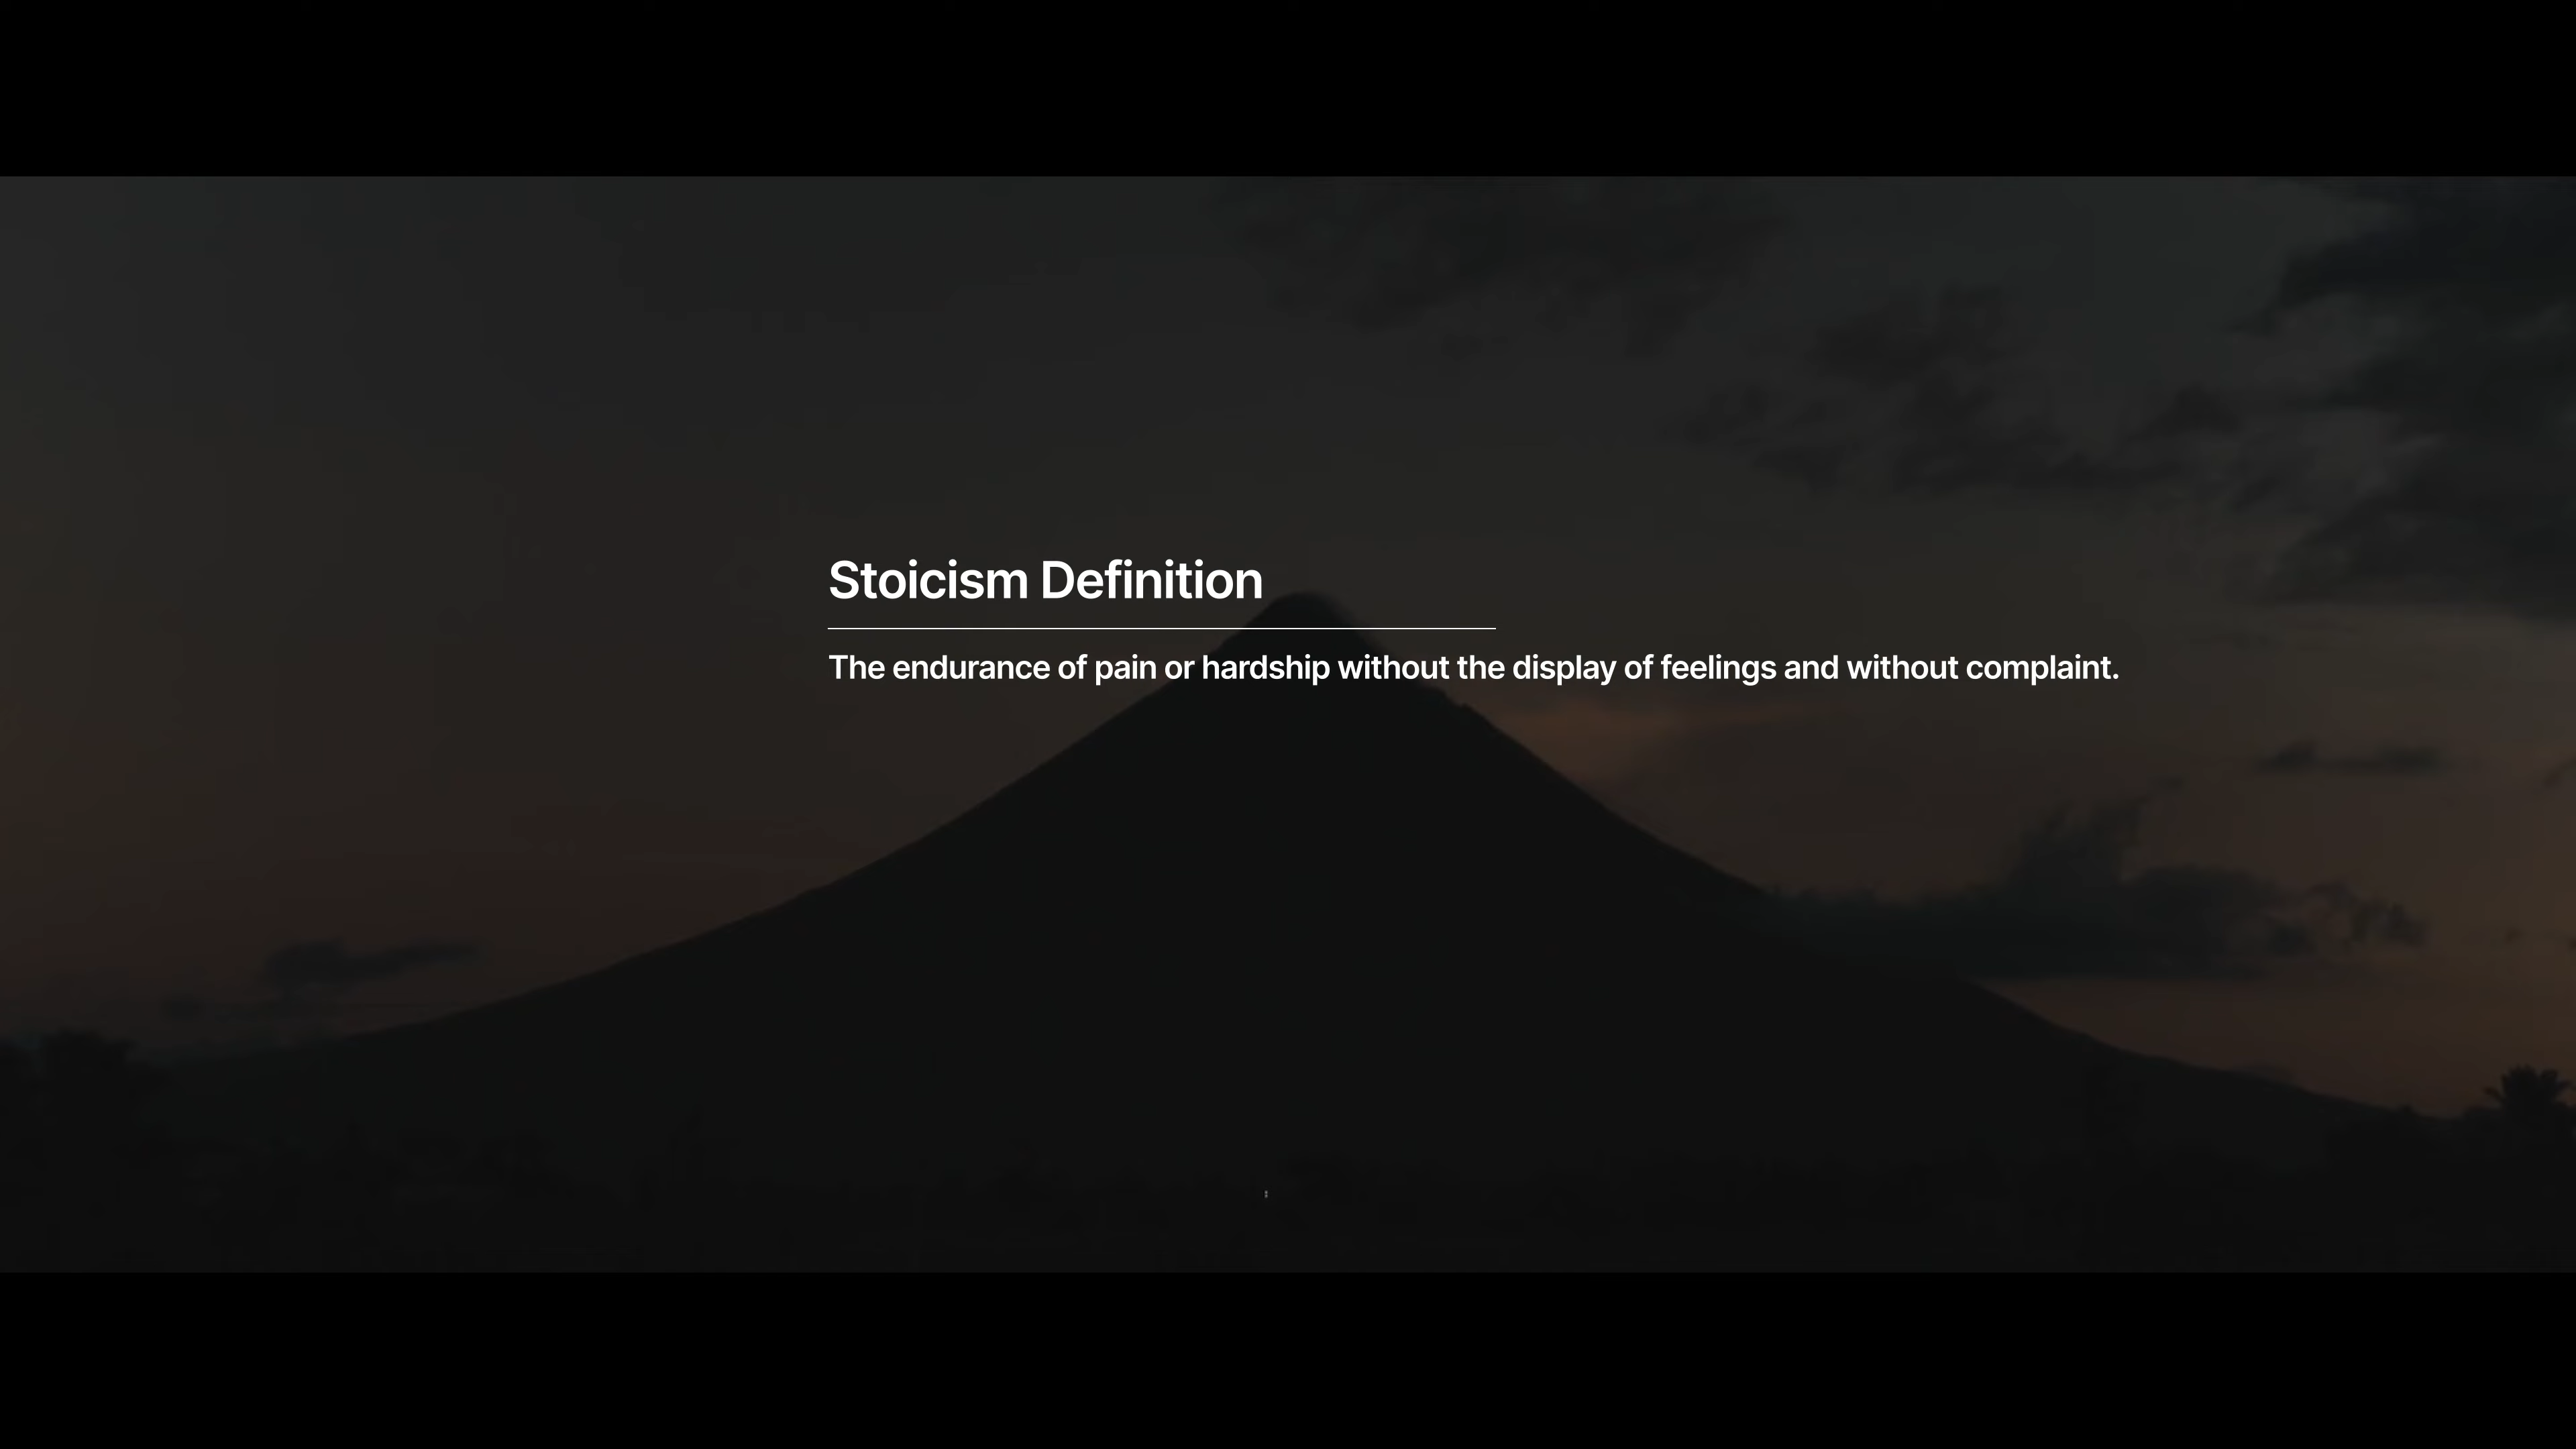 Stoicism Definition
The endurance of pain or hardship without the display of feelings and without complaint.